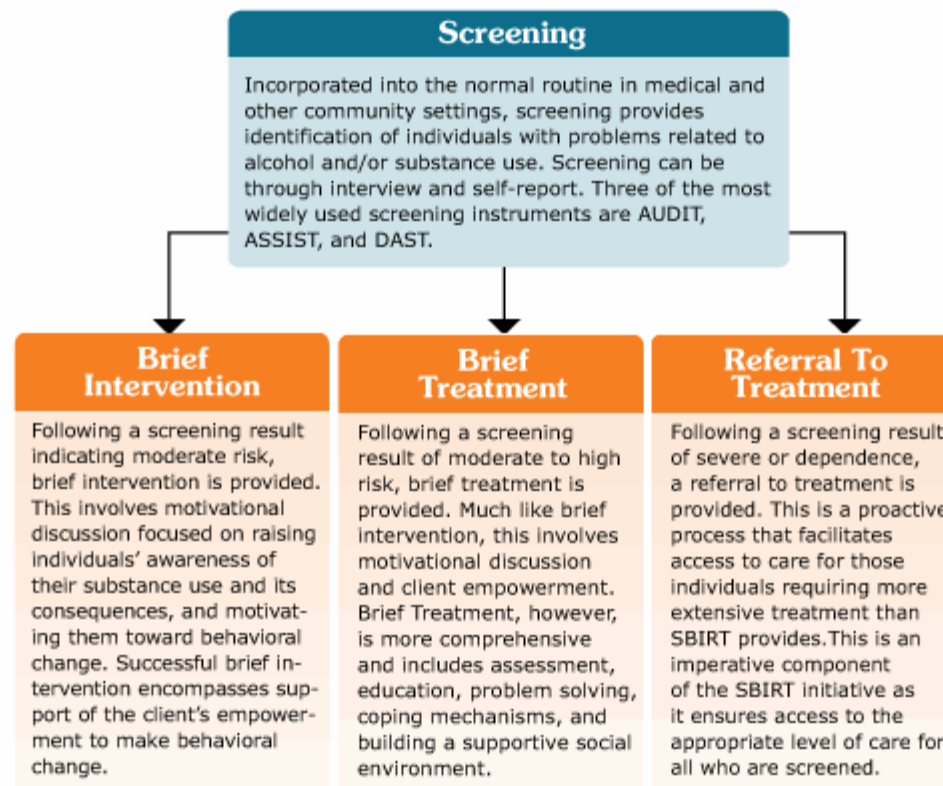 Screening
Incorporated into the normal routine in medical and
other community settings, screening provides
identification of individuals with problems related to
alcohol and/or substance use. Screening can be
through interview and self-report. Three of the most
widely used screening instruments are AUDIT,
ASSIST, and DAST.
Brief
Intervention
Following a screening result
indicating moderate risk,
brief intervention is provided.
This involves motivational
discussion focused on raising
individuals’ awareness of
their substance use and its
consequences, and motivat-
ing them toward behavioral
change. Successful brief in-
tervention encompasses sup-
port of the client’s empower-
ment to make behavioral
change.
Brief
Treatment
Following a screening
result of moderate to high
risk, brief treatment is
provided. Much like brief
intervention, this involves
motivational discussion
and client empowerment.
Brief Treatment, however,
is more comprehensive
and includes assessment,
education, problem solving,
coping mechanisms, and
building a supportive social
environment.
Referral To
Treatment
Following a screening result
of severe or dependence,
a referral to treatment is
provided. This is a proactive
process that facilitates
access to care for those
individuals requiring more
extensive treatment than
SBIRT provides.This is an
imperative component
of the SBIRT initiative as
it ensures access to the
appropriate level of care for
all who are screened.